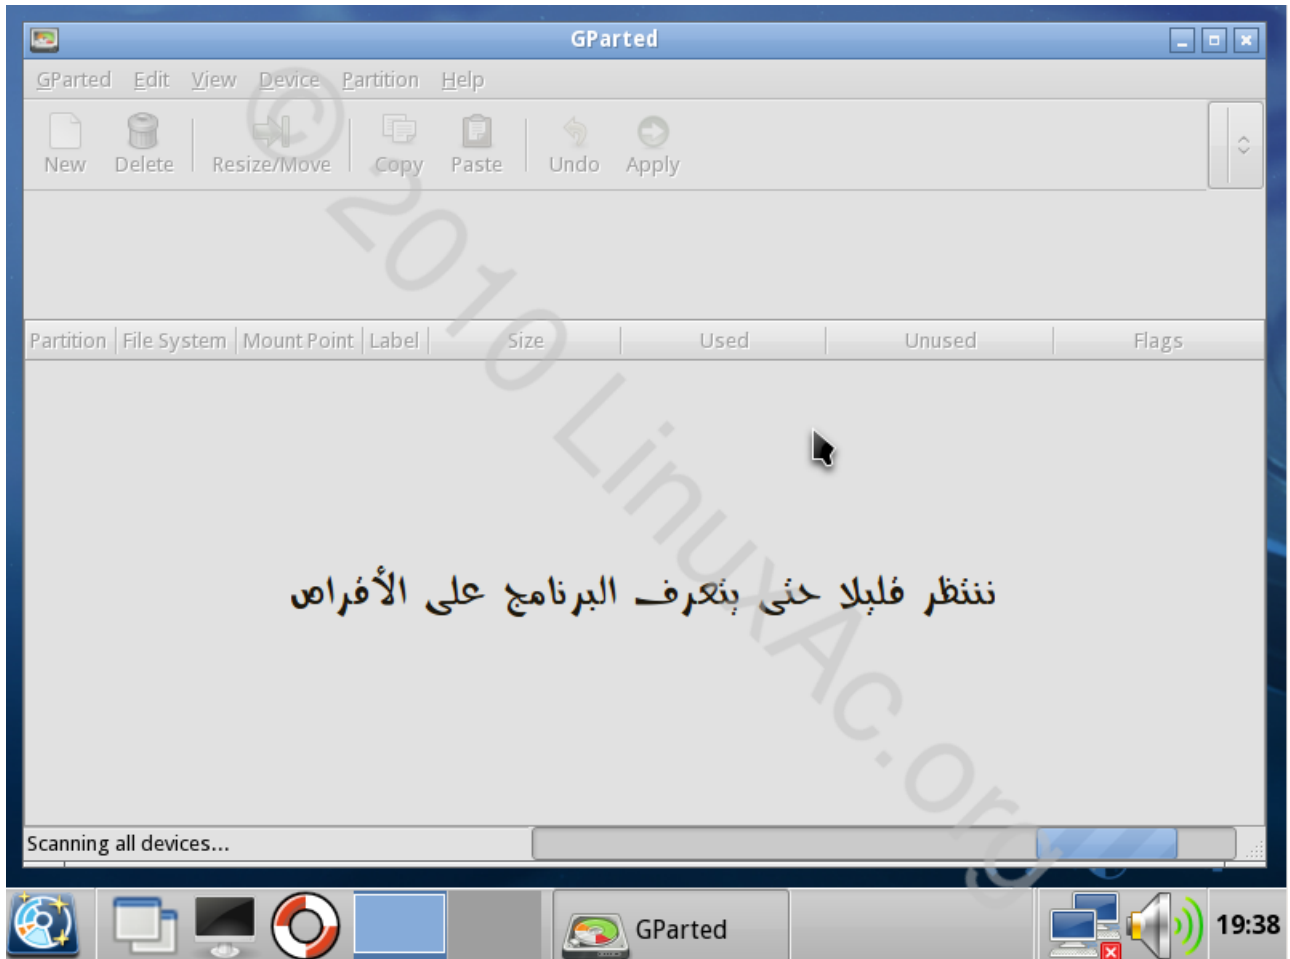 GParted
GParted Edit View Device Partition Help
New Delete Resize/Move Copy Paste Undo Apply
Partition File System Mount Point Label Size Used Unused Flags
ننتظر قليلا حتى يتعرف البرنامج على الأقراص
Scanning all devices...
GParted 19:38
© 2010 LinuxAc.org